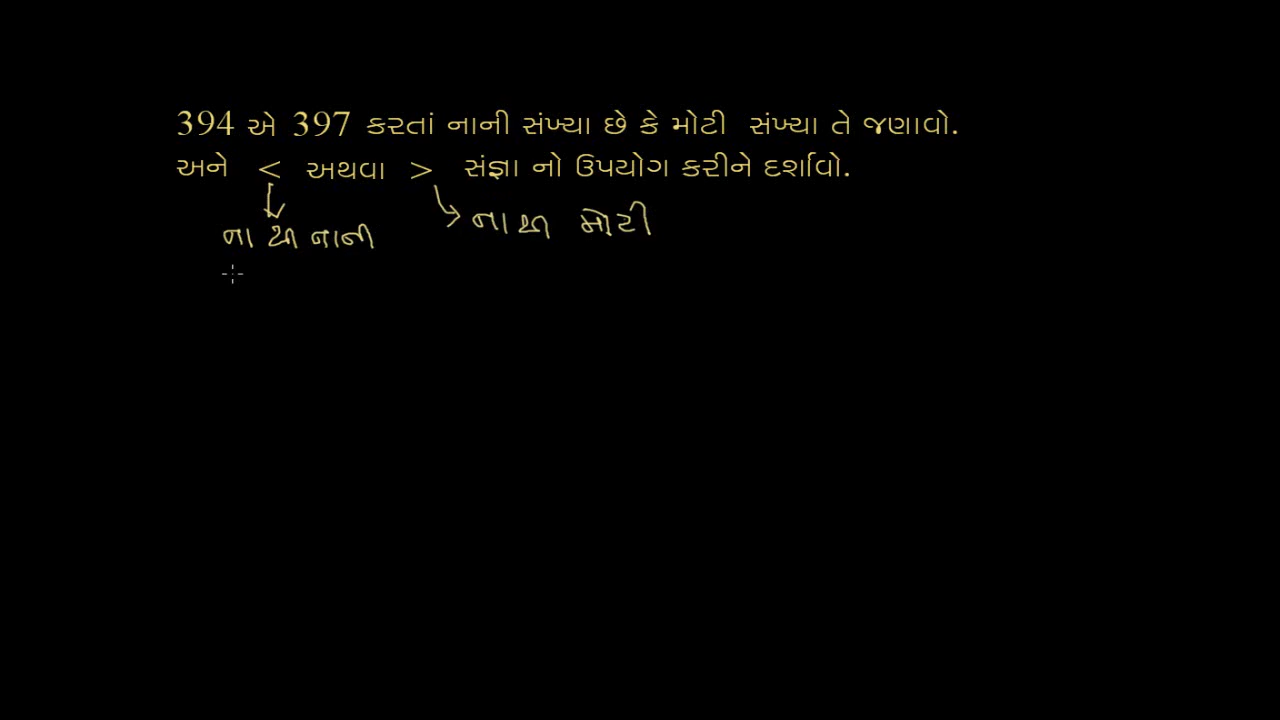 394 એ 397 કરતાં નાની સંખ્યા છે કે મોટી સંખ્યા તે જણાવો.
અને < અથવા > સંજ્ઞા નો ઉપયોગ કરીને દર્શાવો.
ના થી નાની
ના થી મોટી